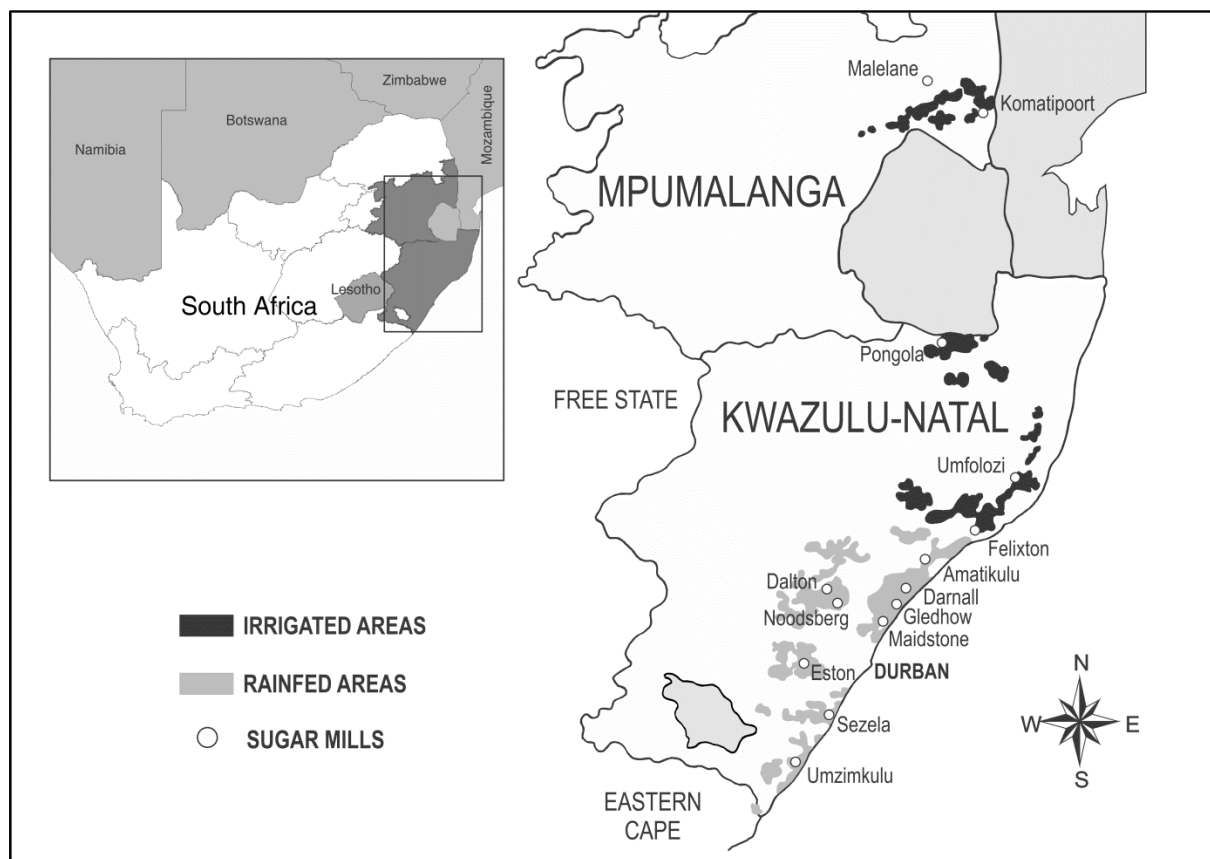 Zimbabwe
Botswana
Namibia
Mozambique
South Africa
Lesotho
IRRIGATED AREAS
RAINFED AREAS
SUGAR MILLS
Malelane
Komatipoort
MPUMALANGA
Pongola
FREE STATE
KWAZULU-NATAL
Umfolozi
Felixton
Amatikulu
Dalton
Darnall
Noodsberg
Gledhow
Maidstone
Eston
DURBAN
Sezela
Umzimkulu
EASTERN
CAPE
N
W
E
S